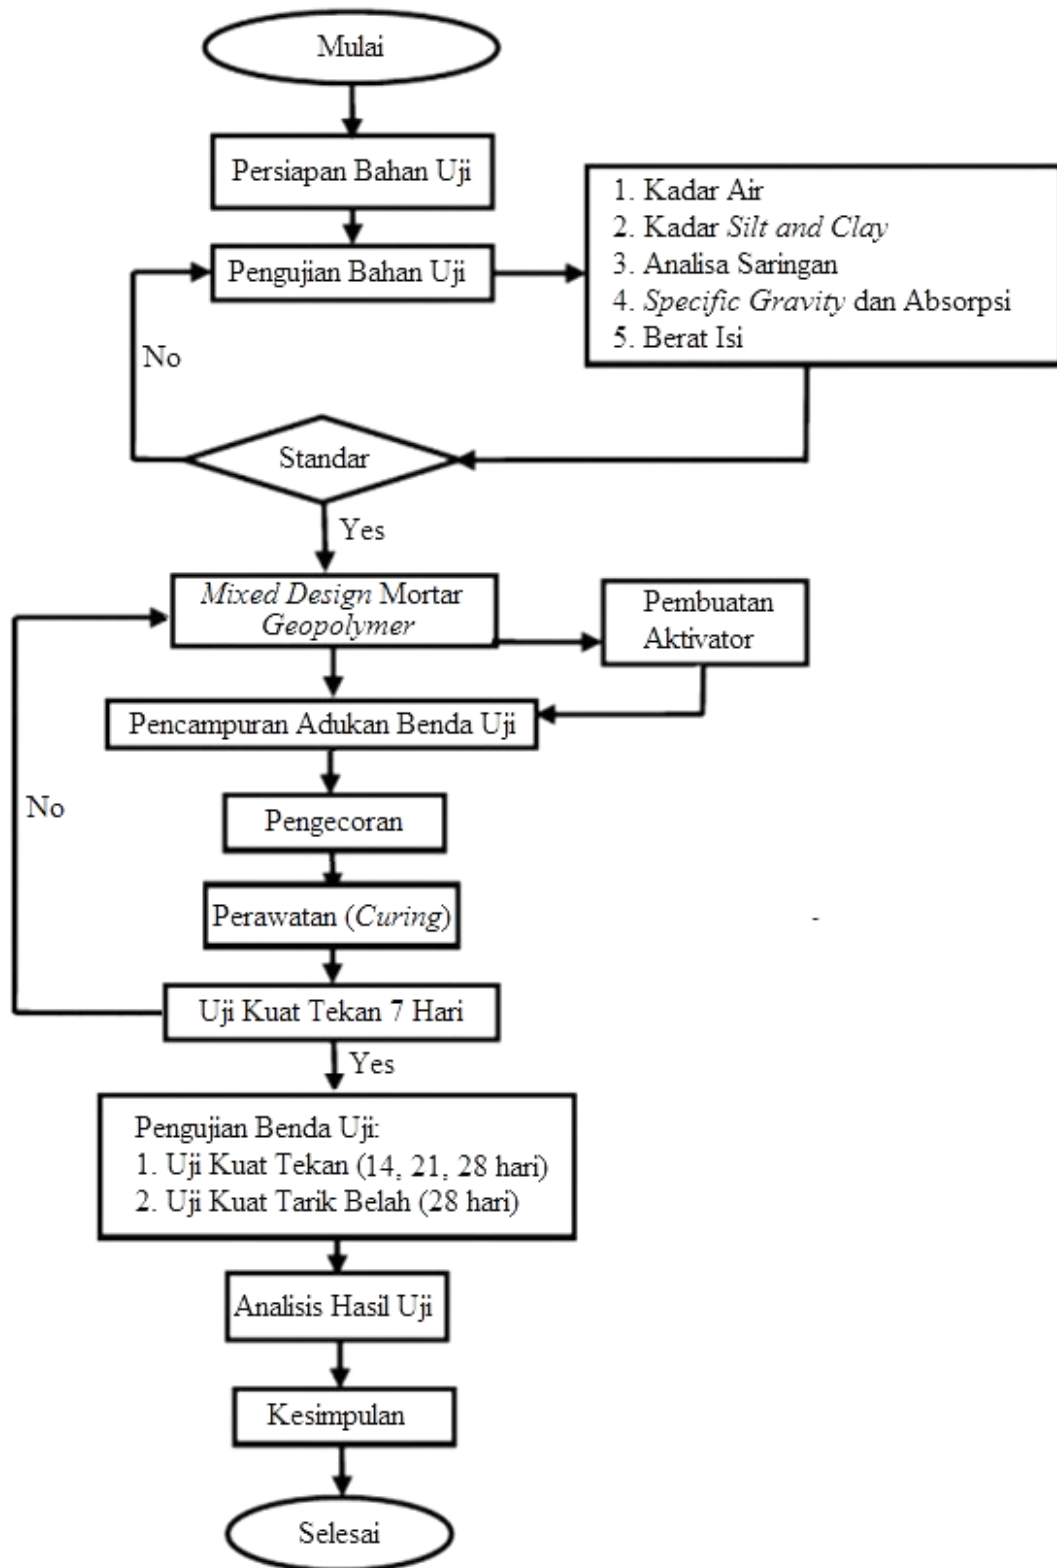 Mulai
Persiapan Bahan Uji
Pengujian Bahan Uji
1. Kadar Air
2. Kadar Silt and Clay
3. Analisa Saringan
4. Specific Gravity dan Absorpsi
5. Berat Isi
No
Standar
Yes
Mixed Design Mortar
Geopolymer
Pembuatan
Aktivator
Pencampuran Adukan Benda Uji
No
Pengecoran
Perawatan (Curing)
Uji Kuat Tekan 7 Hari
Yes
Pengujian Benda Uji:
1. Uji Kuat Tekan (14, 21, 28 hari)
2. Uji Kuat Tarik Belah (28 hari)
Analisis Hasil Uji
Kesimpulan
Selesai